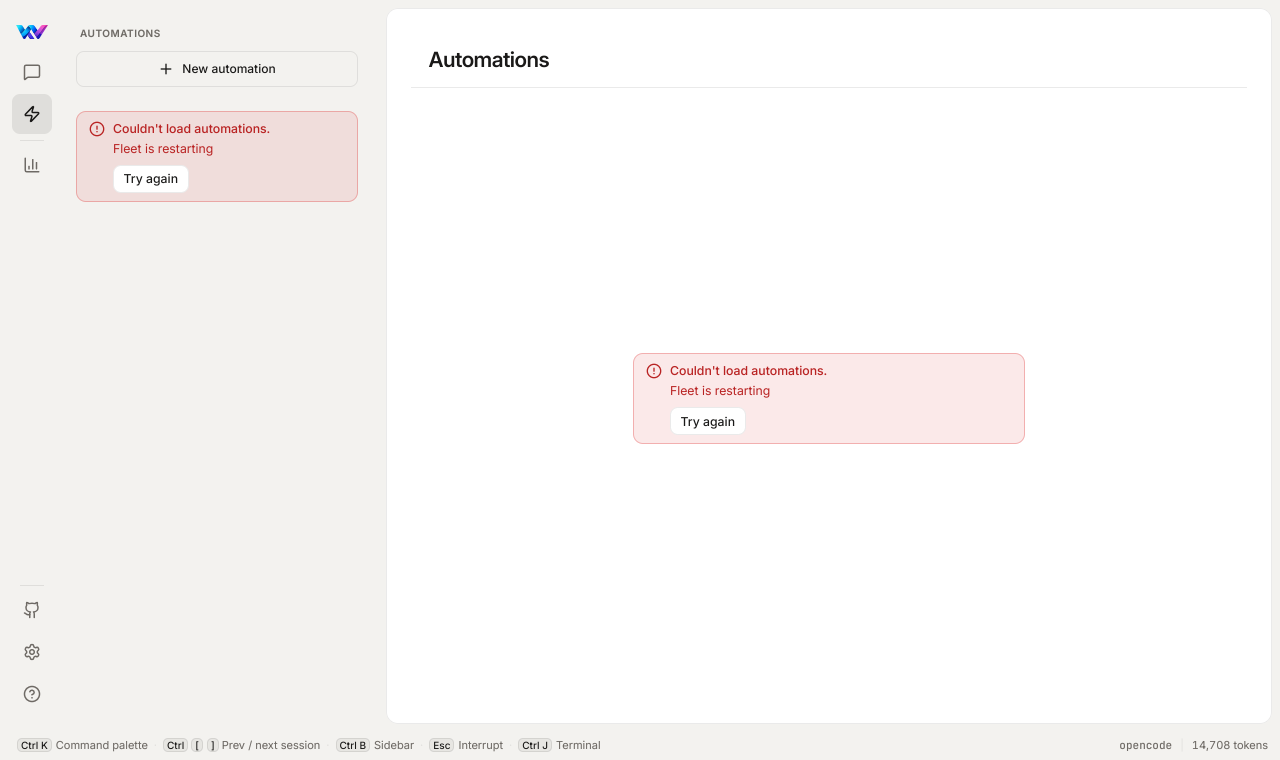 AUTOMATIONS
New automation
Couldn't load automations.
Fleet is restarting
Try again
Automations
Couldn't load automations.
Fleet is restarting
Try again
Ctrl K Command palette Ctrl [ ] Prev / next session Ctrl B Sidebar Esc Interrupt Ctrl J Terminal opencode 14,708 tokens